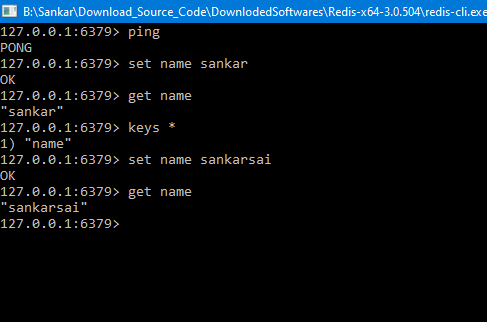 B:\Sankar\Download_Source_Code\DownlodedSoftwares\Redis-x64-3.0.504\redis-cli.exe
127.0.0.1:6379> ping
PONG
127.0.0.1:6379> set name sankar
OK
127.0.0.1:6379> get name
"sankar"
127.0.0.1:6379> keys *
1) "name"
127.0.0.1:6379> set name sankarsai
OK
127.0.0.1:6379> get name
"sankarsai"
127.0.0.1:6379>